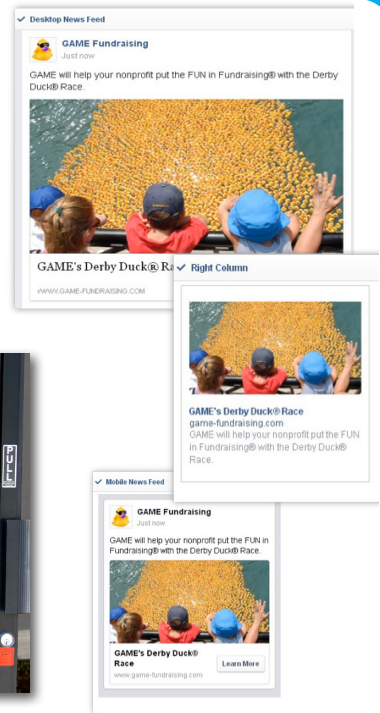 Desktop News Feed
GAME Fundraising
Just now
GAME will help your nonprofit put the FUN in Fundraising® with the Derby
Duck® Race.
GAME's Derby Duck® Ra
WWW.GAME-FUNDRAISING.COM
Right Column
GAME's Derby Duck® Race
game-fundraising.com
GAME will help your nonprofit put the FUN
in Fundraising® with the Derby Duck®
Race.
PULL
Mobile News Feed
GAME Fundraising
Just now
GAME will help your nonprofit put the FUN in
Fundraising® with the Derby Duck® Race.
GAME's Derby Duck®
Race
Learn More
www.game-fundraising.com